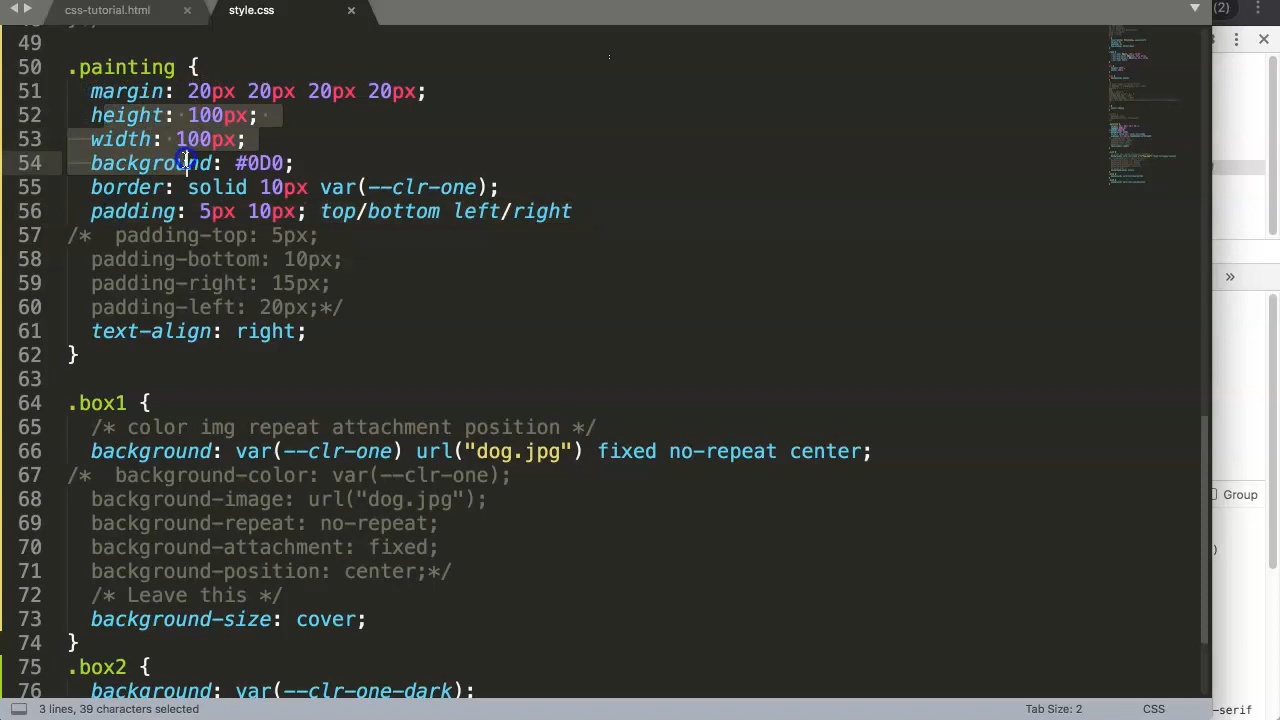 css-tutorial.html × style.css ×
(2)
49
50 .painting {
51 margin: 20px 20px 20px 20px;
52 height: 100px;
53 width: 100px;
54 background: #0D0;
55 border: solid 10px var(--clr-one);
56 padding: 5px 10px; top/bottom left/right
57 /* padding-top: 5px;
58 padding-bottom: 10px;
59 padding-right: 15px;
60 padding-left: 20px;*/
61 text-align: right;
62 }
63
64 .box1 {
65 /* color img repeat attachment position */
66 background: var(--clr-one) url("dog.jpg") fixed no-repeat center;
67 /* background-color: var(--clr-one);
68 background-image: url("dog.jpg");
69 background-repeat: no-repeat;
70 background-attachment: fixed;
71 background-position: center;*/
72 /* Leave this */
73 background-size: cover;
74 }
75 .box2 {
76 background: var(--clr-one-dark);
»
Group
)
-serif
3 lines, 39 characters selected Tab Size: 2 CSS